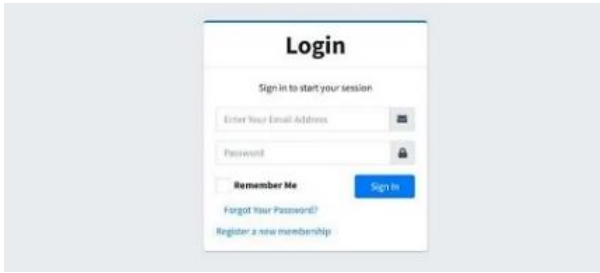 Login
Sign in to start your session
Enter Your Email Address
Password
Remember Me
Sign In
Forgot Your Password?
Register a new membership